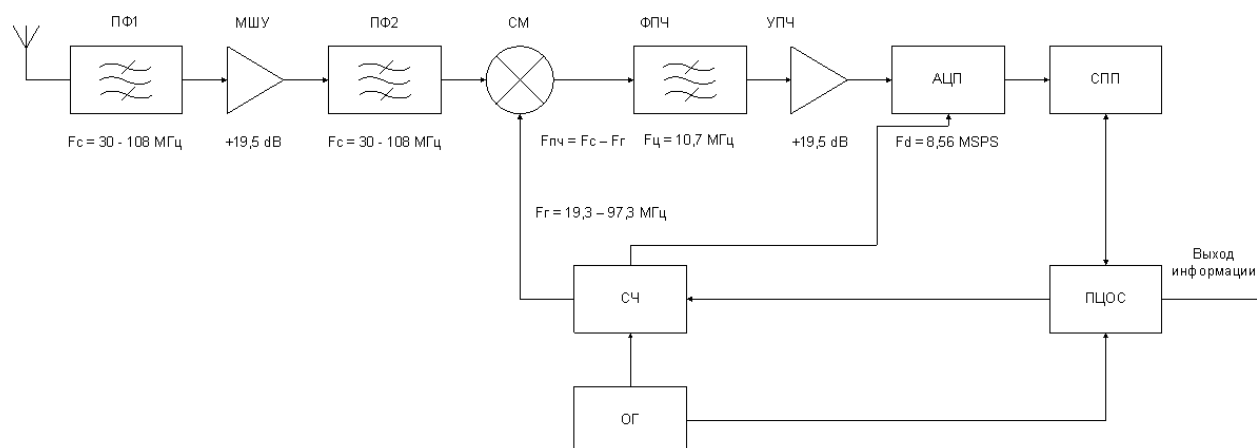 ПФ1
МШУ
ПФ2
СМ
ФПЧ
УПЧ
АЦП
СПП
Fc = 30 - 108 МГц
+19,5 dB
Fc = 30 - 108 МГц
Fпч = Fc – Fг
Fц = 10,7 МГц
+19,5 dB
Fd = 8,56 MSPS
Fг = 19,3 – 97,3 МГц
Выход
информации
СЧ
ПЦОС
ОГ